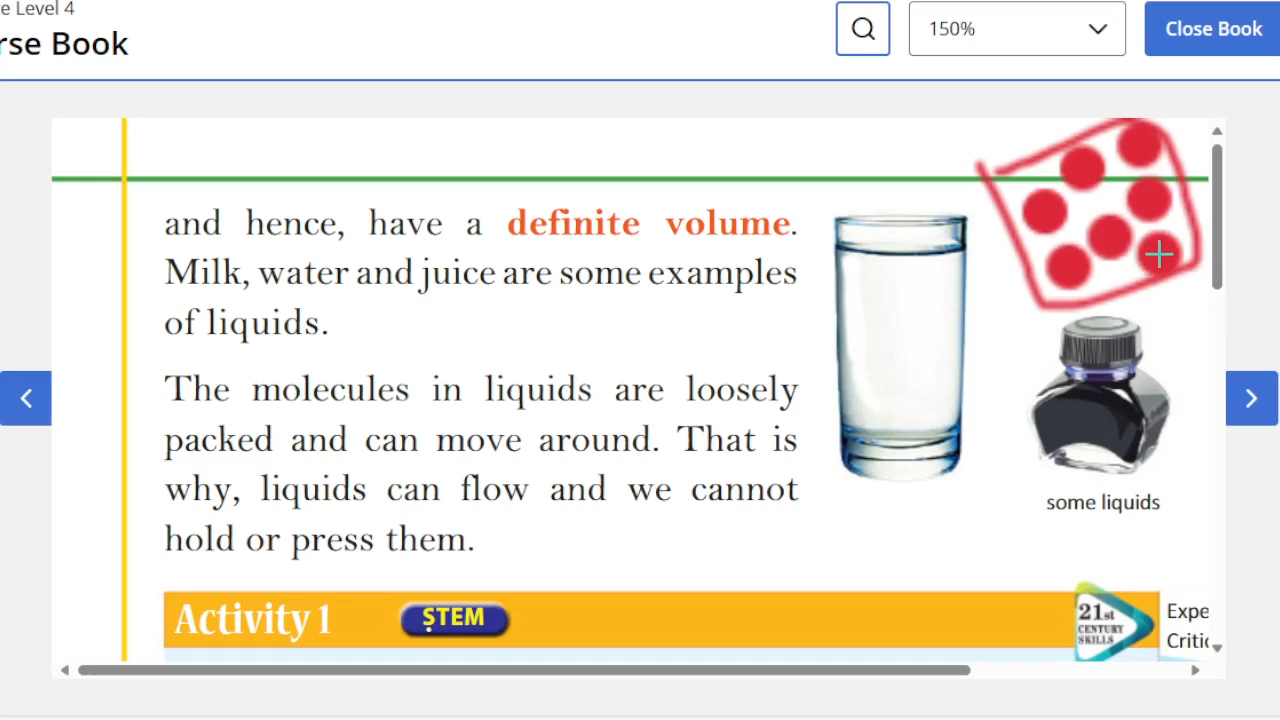 e Level 4
rse Book
150%
Close Book
and hence, have a definite volume.
Milk, water and juice are some examples
of liquids.
The molecules in liquids are loosely
packed and can move around. That is
why, liquids can flow and we cannot
hold or press them.
some liquids
Activity 1
STEM
21st
CENTURY
SKILLS
Expe
Critic